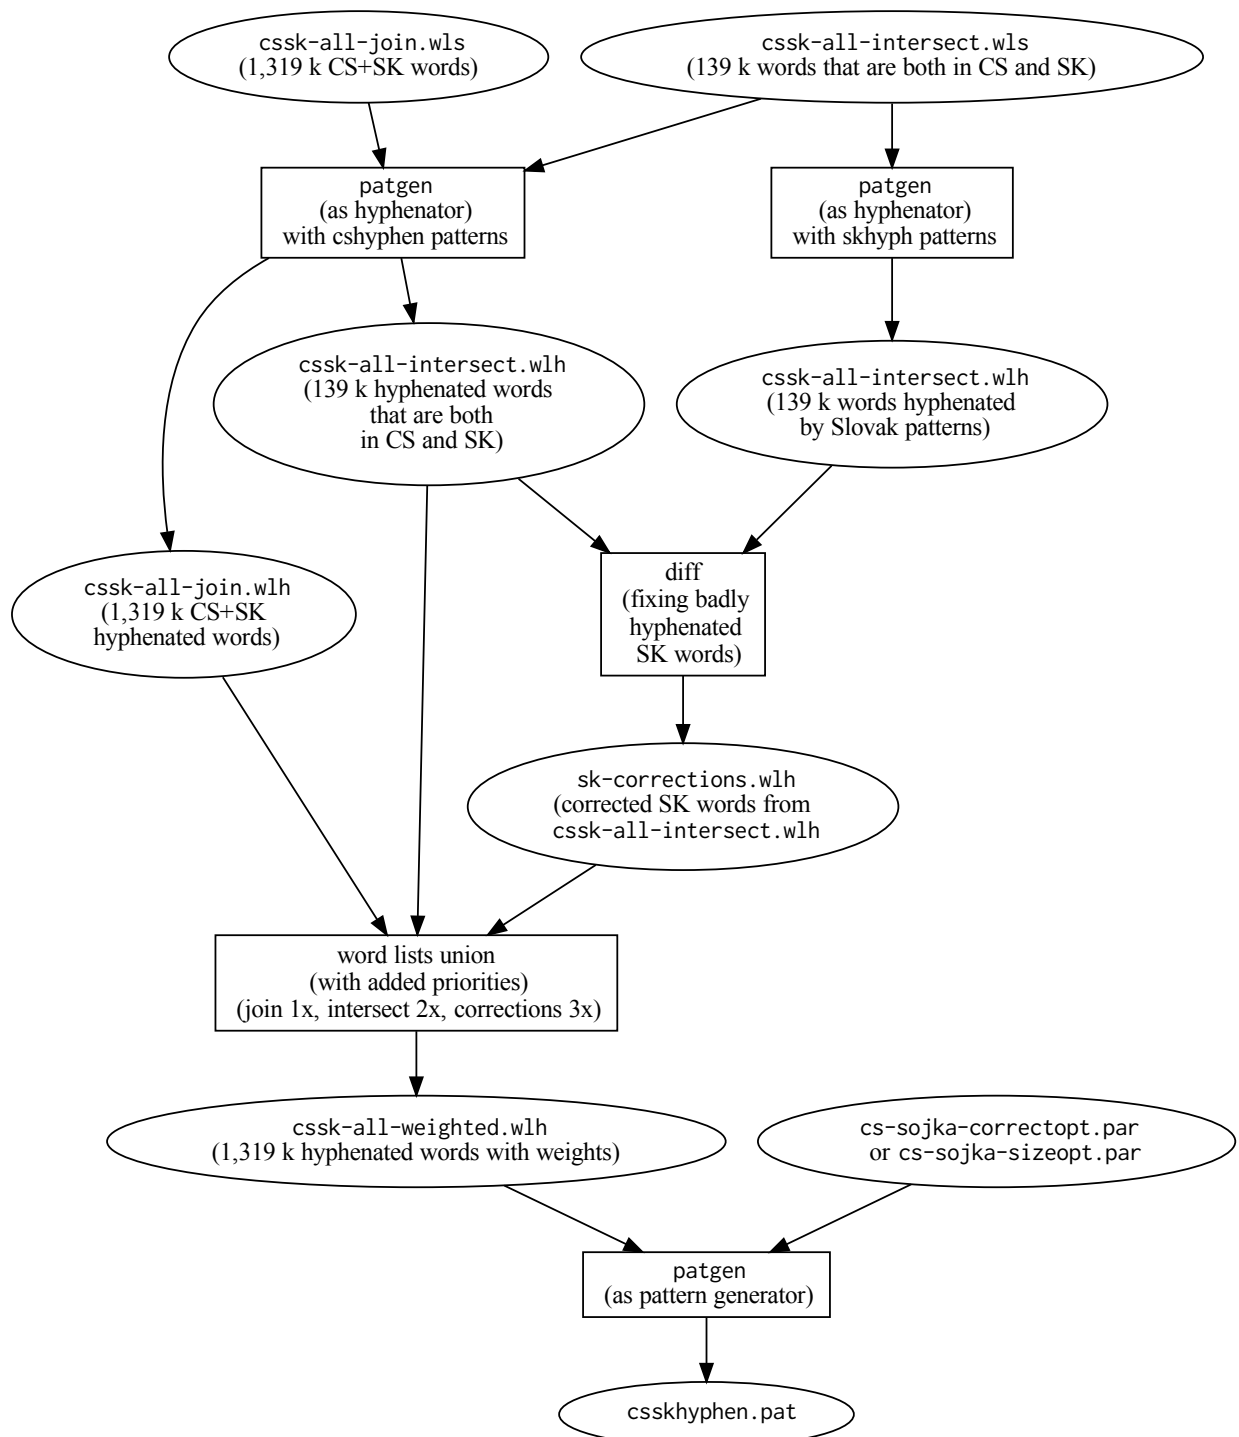 cssk-all-join.wls
(1,319 k CS+SK words)
cssk-all-intersect.wls
(139 k words that are both in CS and SK)
patgen
(as hyphenator)
with cshyphen patterns
patgen
(as hyphenator)
with skhyph patterns
cssk-all-intersect.wlh
(139 k hyphenated words
that are both
in CS and SK)
cssk-all-intersect.wlh
(139 k words hyphenated
by Slovak patterns)
cssk-all-join.wlh
(1,319 k CS+SK
hyphenated words)
diff
(fixing badly
hyphenated
SK words)
sk-corrections.wlh
(corrected SK words from
cssk-all-intersect.wlh
word lists union
(with added priorities)
(join 1x, intersect 2x, corrections 3x)
cssk-all-weighted.wlh
(1,319 k hyphenated words with weights)
cs-sojka-correctopt.par
or cs-sojka-sizeopt.par
patgen
(as pattern generator)
csskhyphen.pat